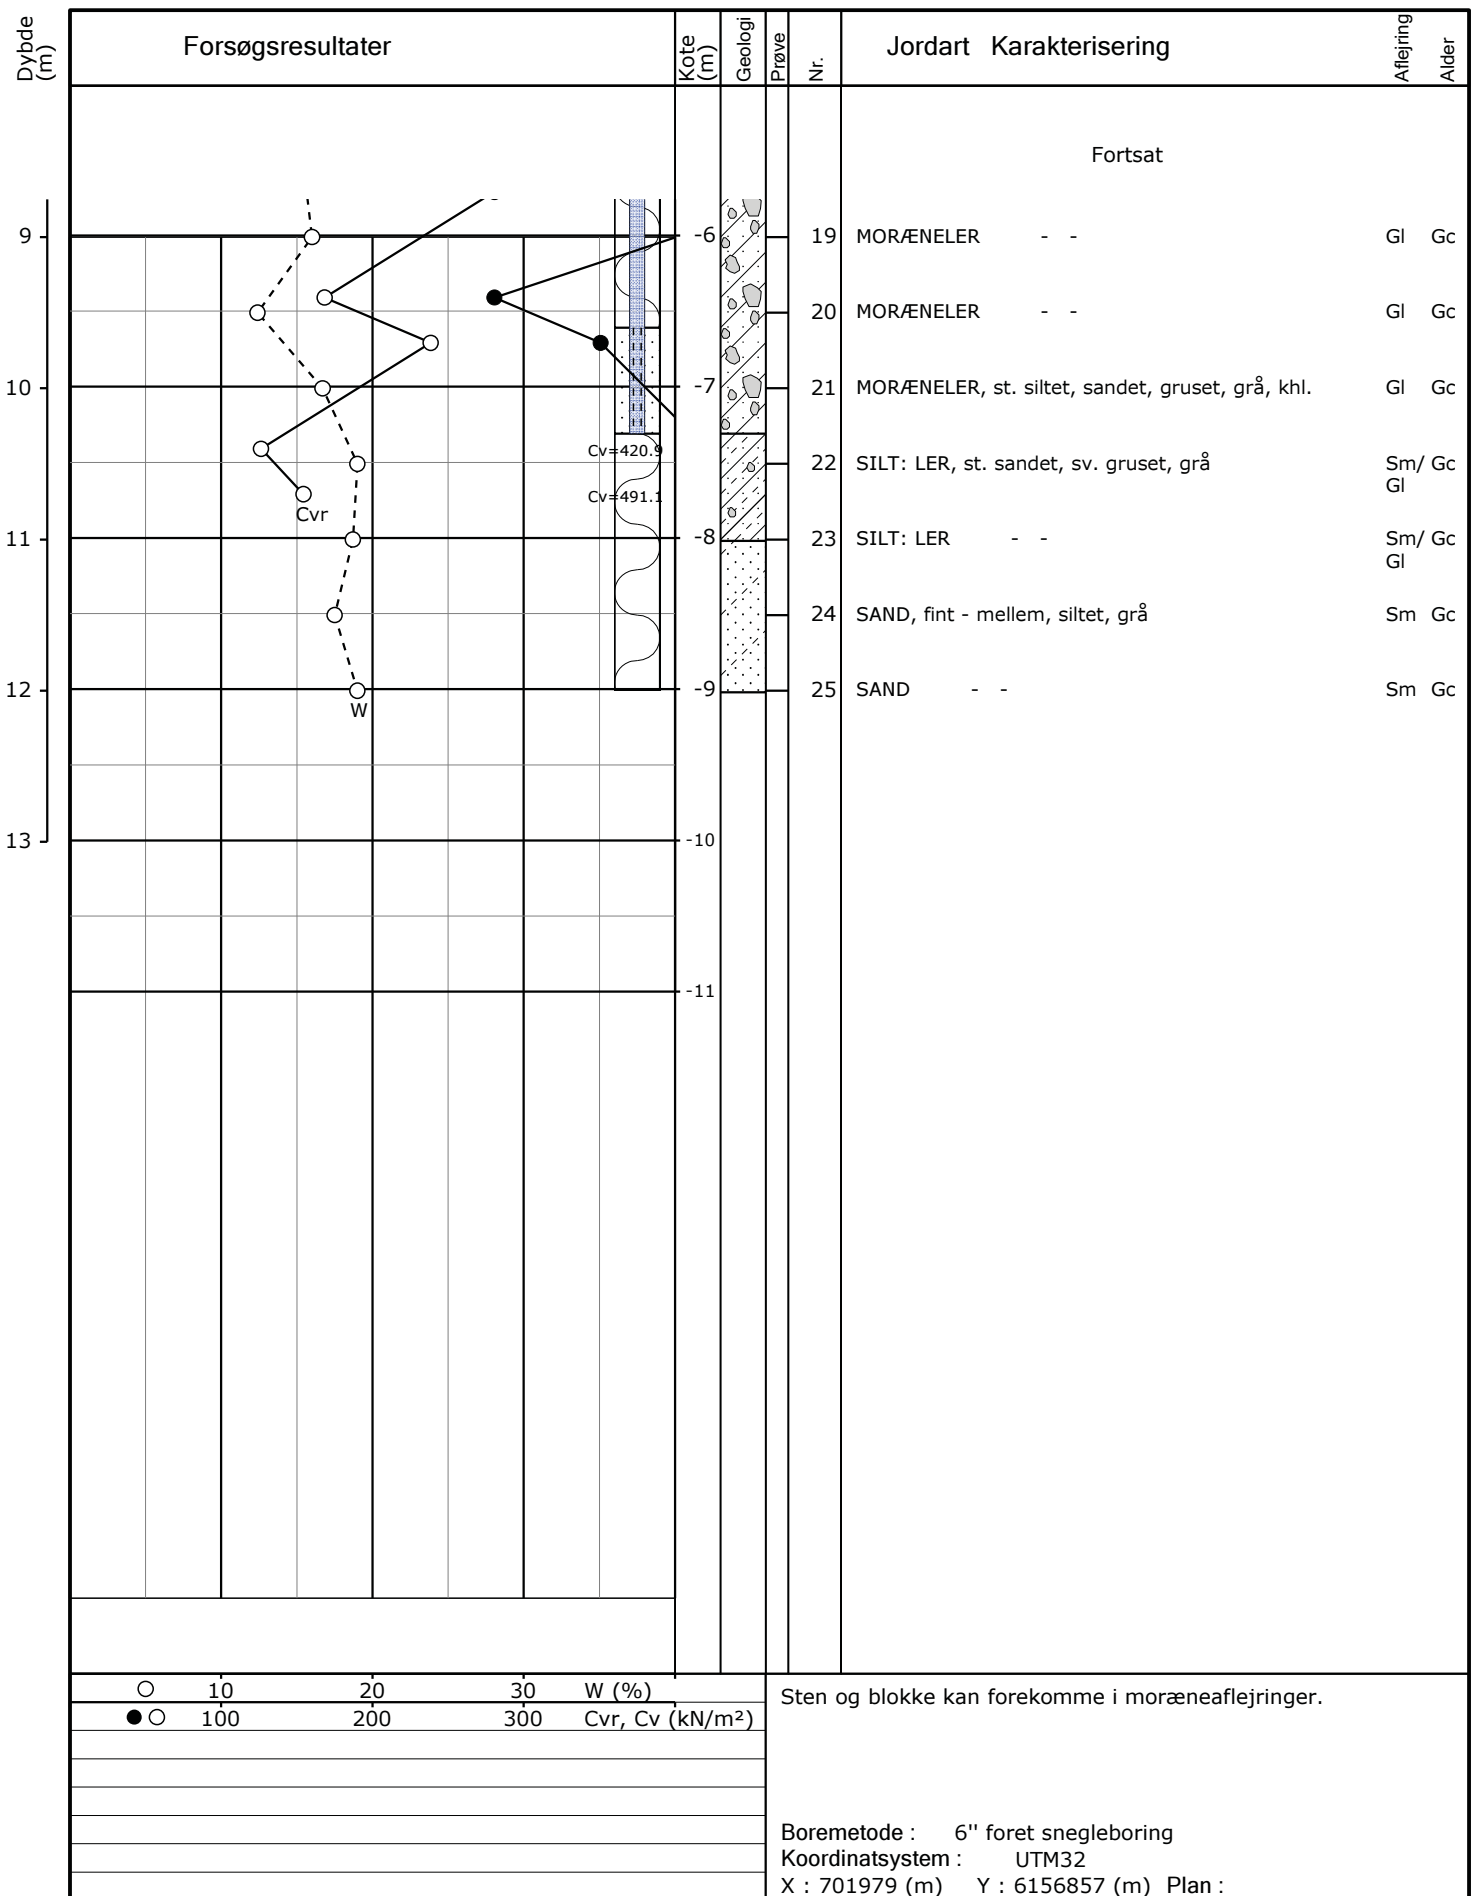 Dybde (m)
Forsøgsresultater
Kote (m)
Geologi
Prøve
Nr.
Jordart Karakterisering
Aflejring
Alder
Fortsat
9 -6 19 MORÆNELER - - Gl Gc
20 MORÆNELER - - Gl Gc
10 -7 21 MORÆNELER, st. siltet, sandet, gruset, grå, khl. Gl Gc
Cv=420.9
22 SILT: LER, st. sandet, sv. gruset, grå Sm/ Gc
Gl
Cv=491.1
Cvr
11 -8 23 SILT: LER - - Sm/ Gc
Gl
24 SAND, fint - mellem, siltet, grå Sm Gc
12 -9 25 SAND - - Sm Gc
W
13 -10
-11
10 20 30 W (%)
100 200 300 Cvr, Cv (kN/m²)
Sten og blokke kan forekomme i moræneaflejringer.
Boremetode : 6'' foret snegleboring
Koordinatsystem : UTM32
X : 701979 (m) Y : 6156857 (m) Plan :